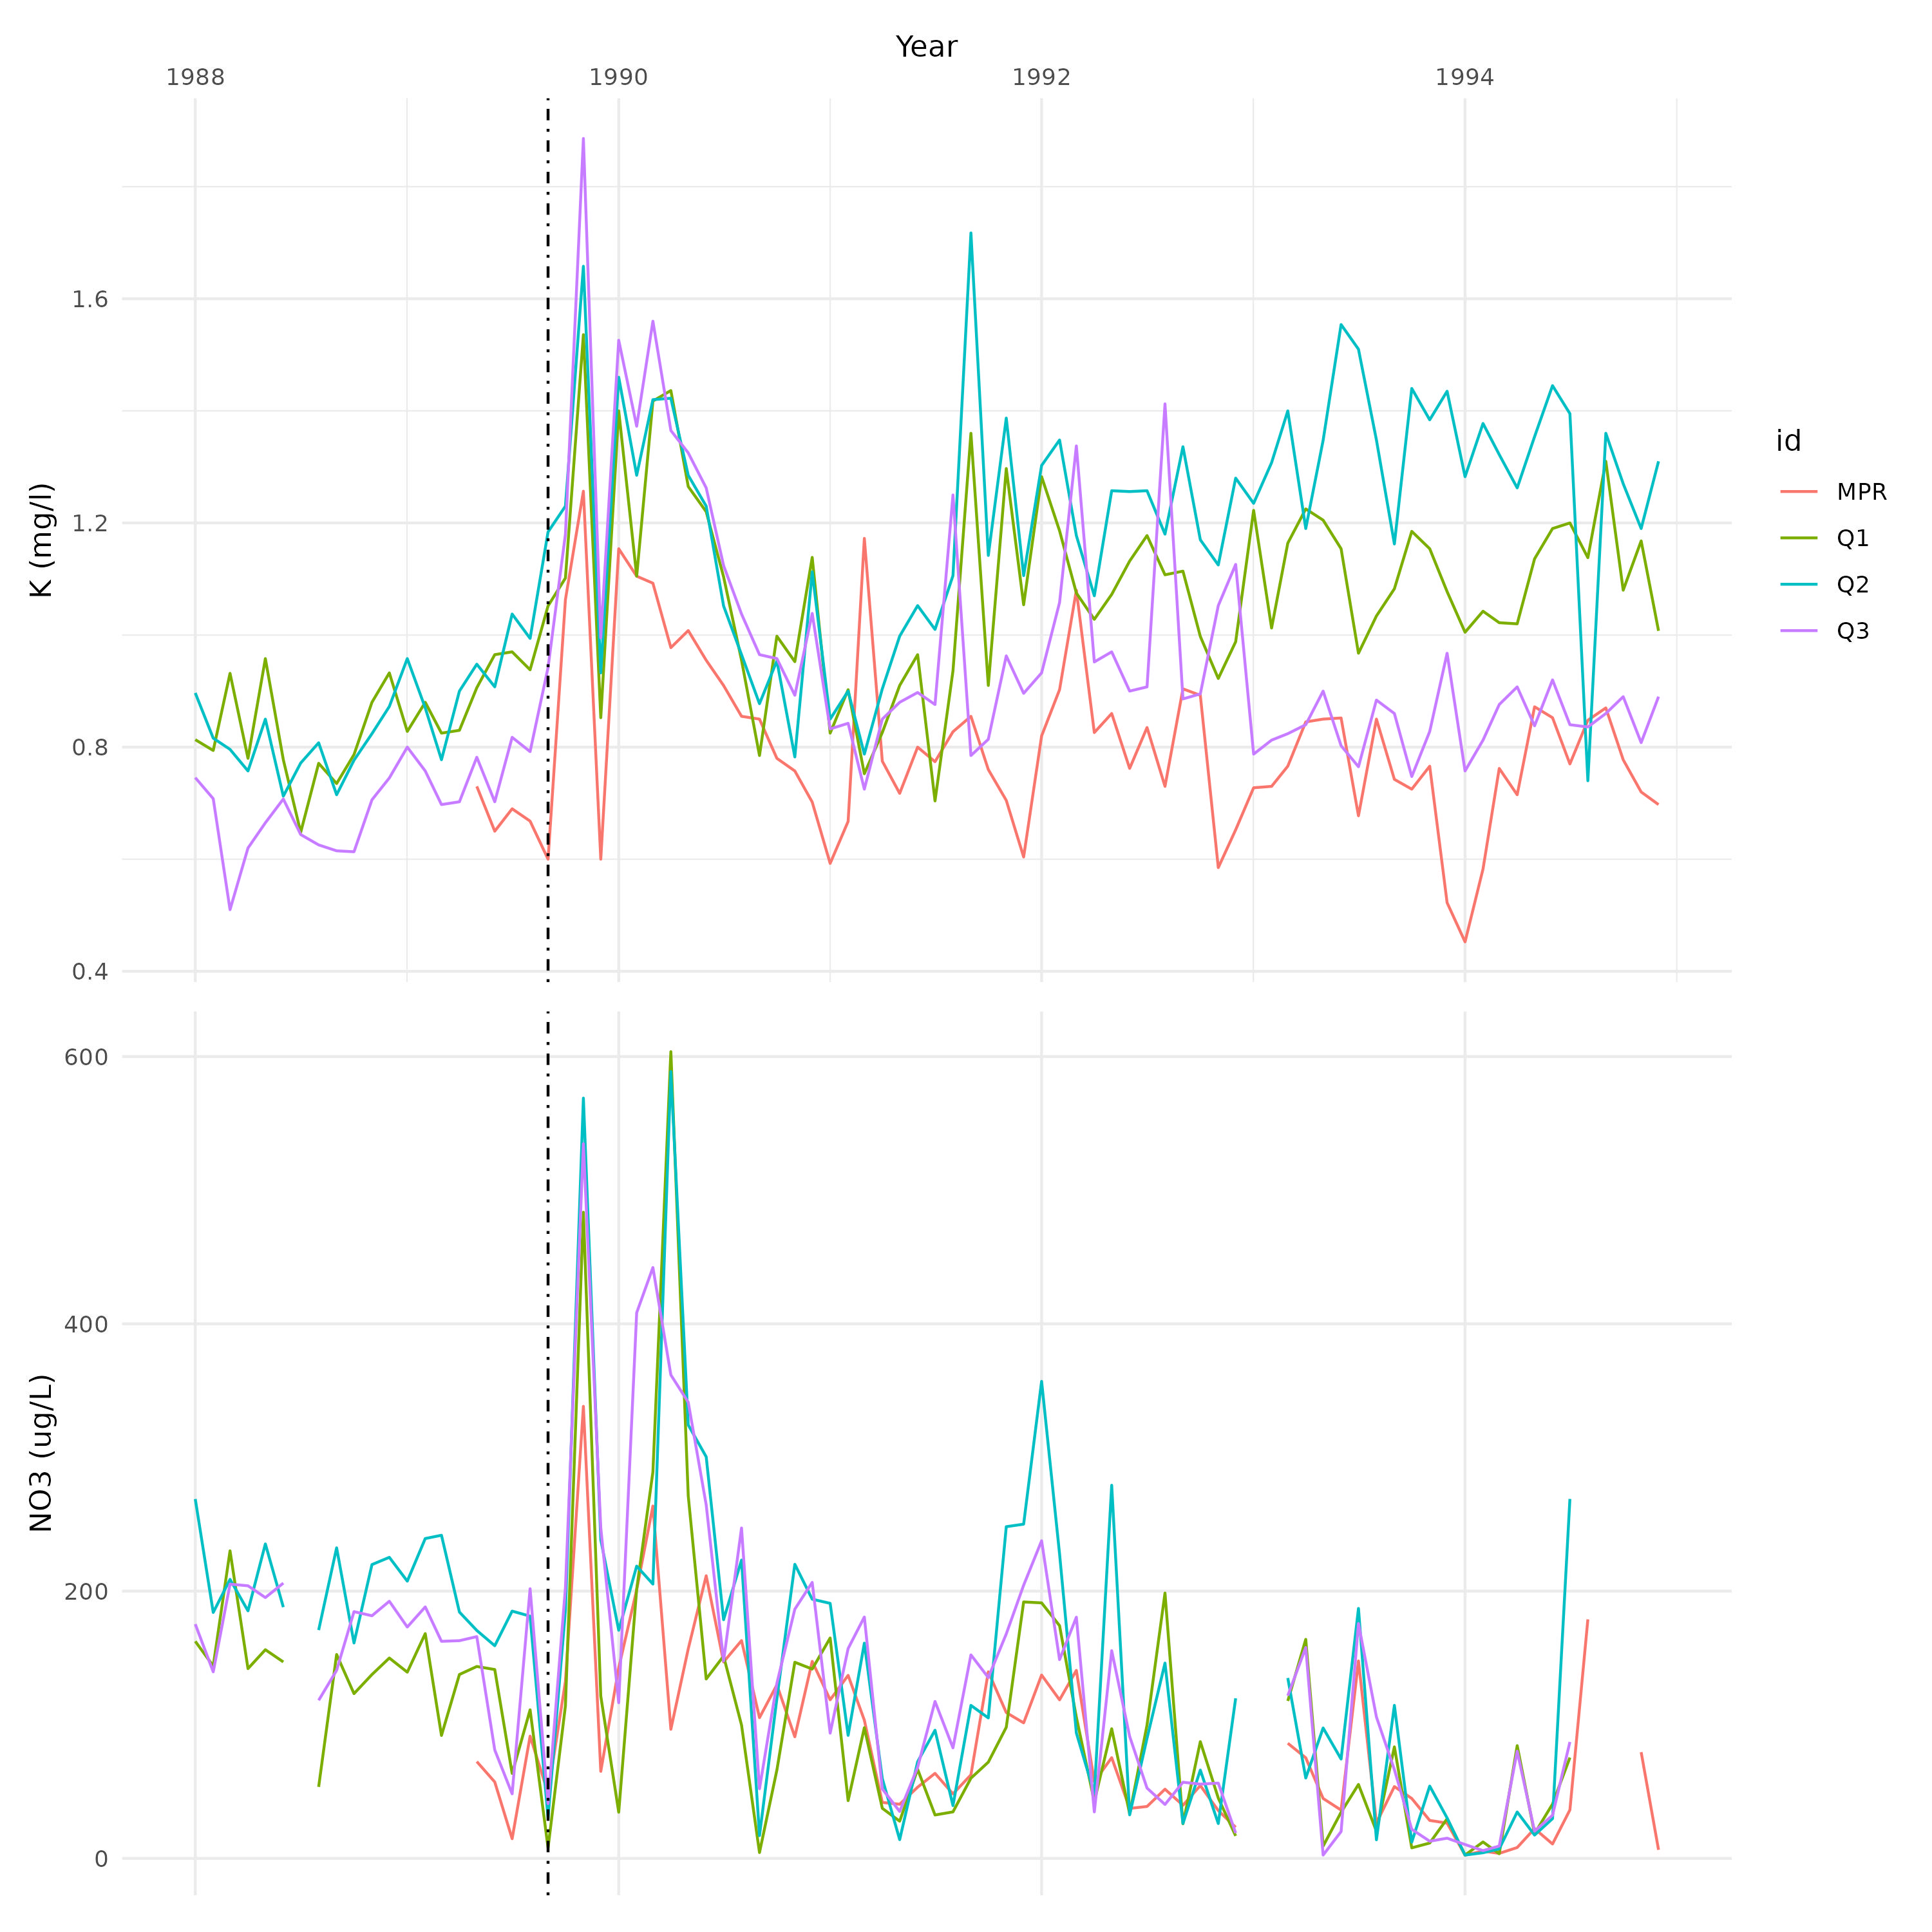 Year
1988 1990 1992 1994
K (mg/l)
1.6
1.2
0.8
0.4
id
MPR
Q1
Q2
Q3
NO3 (ug/L)
600
400
200
0